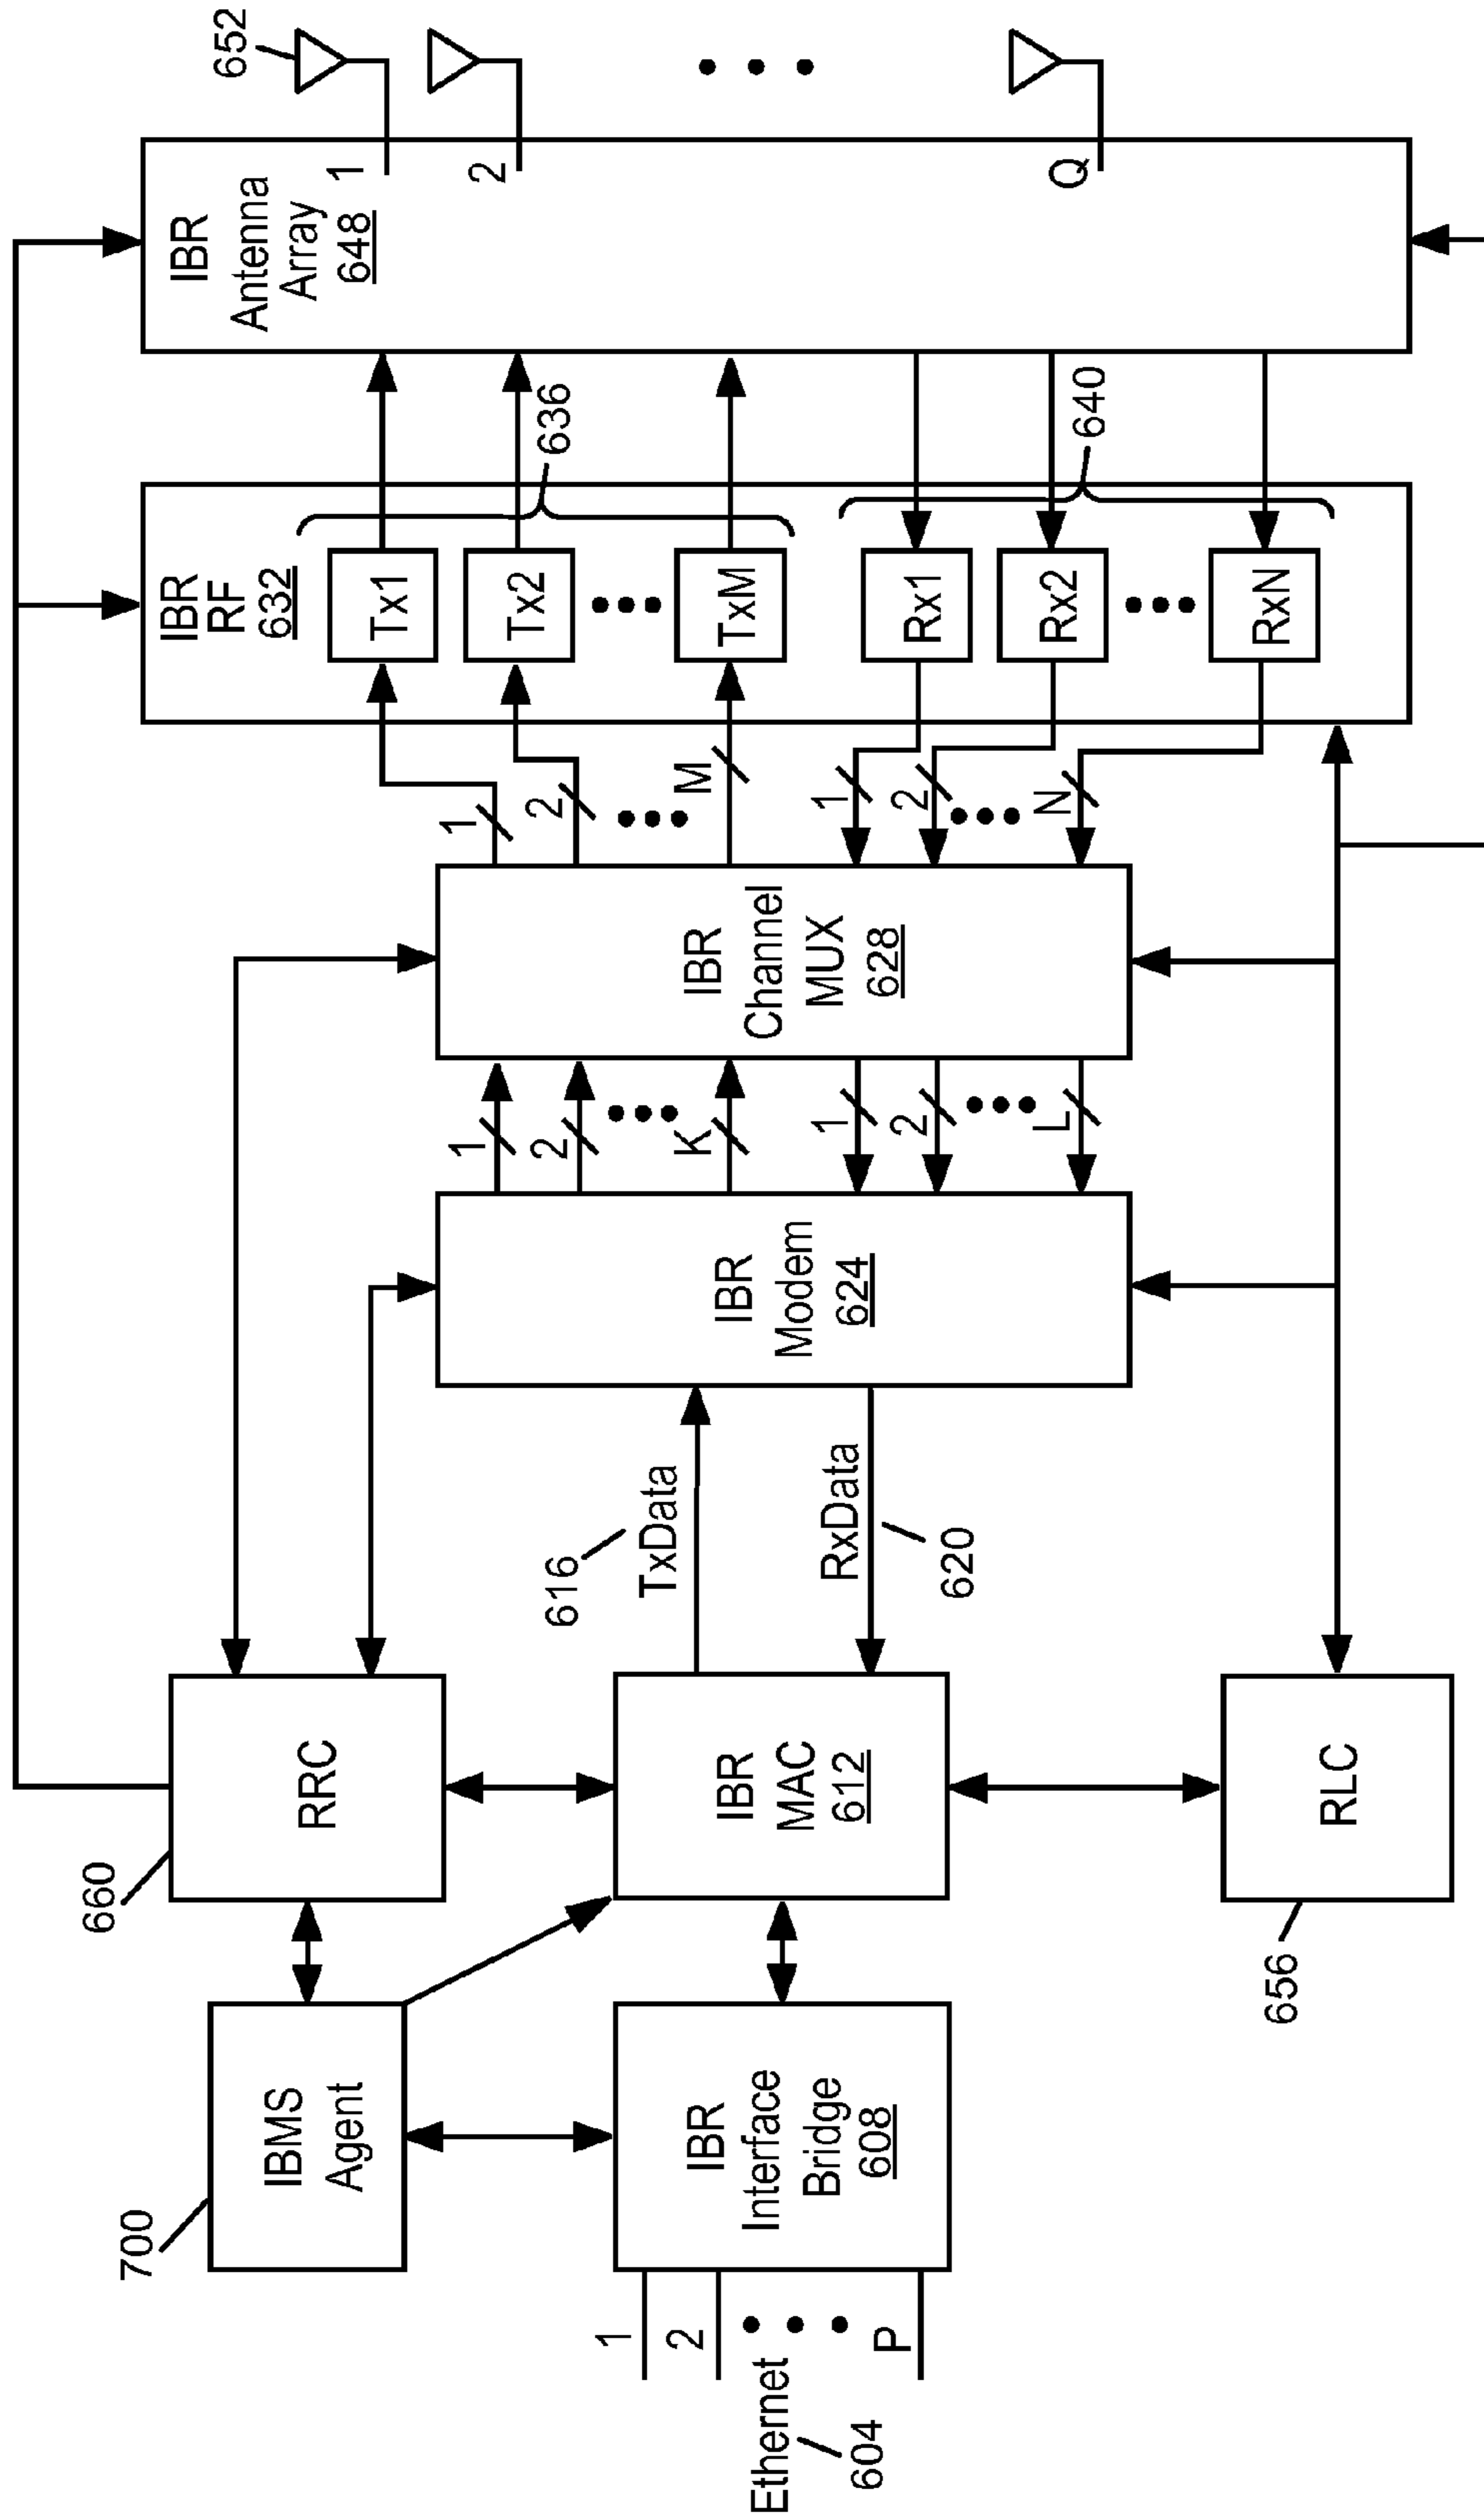 700
IBMS
Agent
660
RRC
Ethernet
604
1
2
P
IBR
Interface
Bridge
608
IBR
MAC
612
656
RLC
616
TxData
RxData
620
IBR
Modem
624
1
2
K
1
2
L
IBR
Channel
MUX
628
1
2
M
1
2
N
IBR
RF
632
Tx1
Tx2
TxM
Rx1
Rx2
RxN
636
640
IBR
Antenna
Array
648
1
2
Q
652